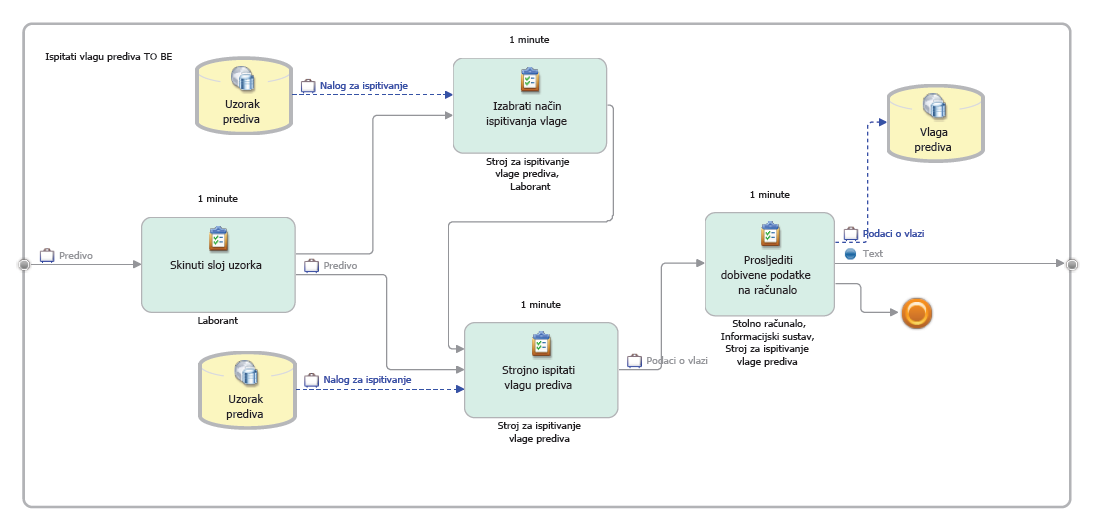 Ispitati vlagu prediva TO BE
1 minute
Uzorak
prediva
Nalog za ispitivanje
Izabrati način
ispitivanja vlage
Stroj za ispitivanje
vlage prediva,
Laborant
Vlaga
prediva
1 minute
Predivo
Skinuti sloj uzorka
Laborant
Predivo
1 minute
Prosljediti
dobivene podatke
na računalo
Stolno računalo,
Informacijski sustav,
Stroj za ispitivanje
vlage prediva
Podaci o vlazi
Text
1 minute
Strojno ispitati
vlagu prediva
Stroj za ispitivanje
vlage prediva
Podaci o vlazi
Uzorak
prediva
Nalog za ispitivanje